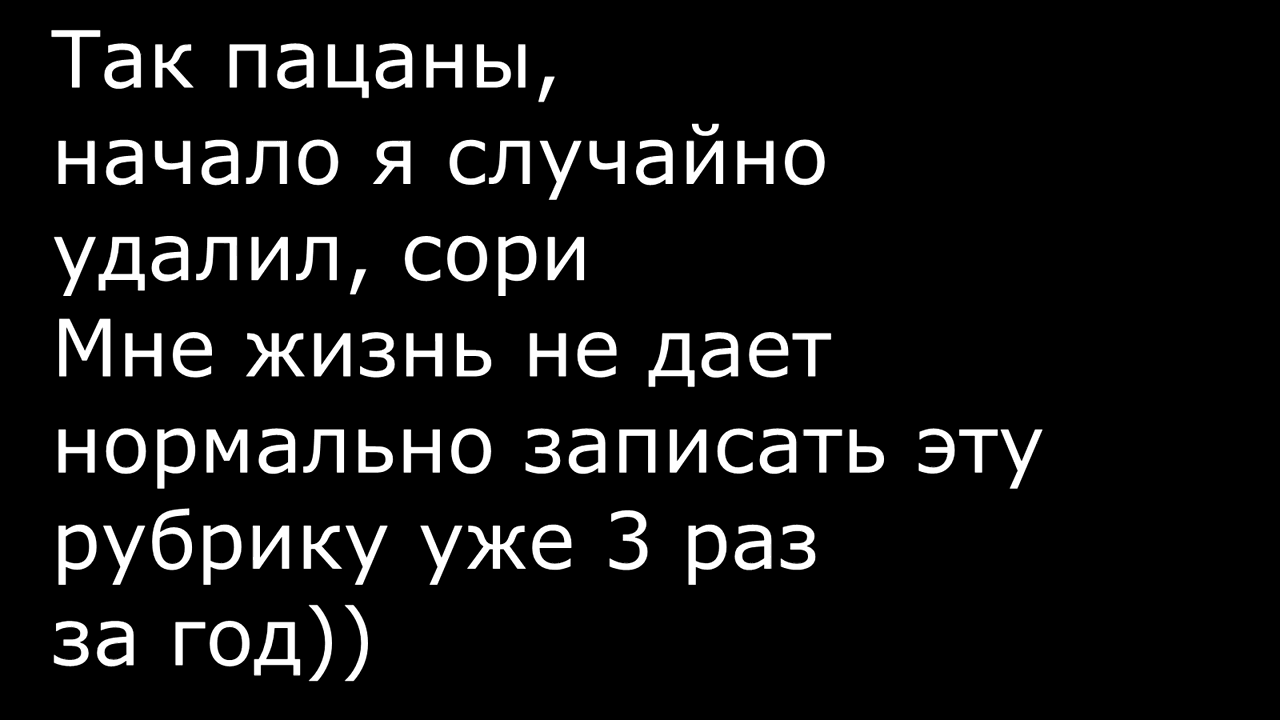 Так пацаны,
начало я случайно
удалил, сори
Мне жизнь не дает
нормально записать эту
рубрику уже 3 раз
за год))